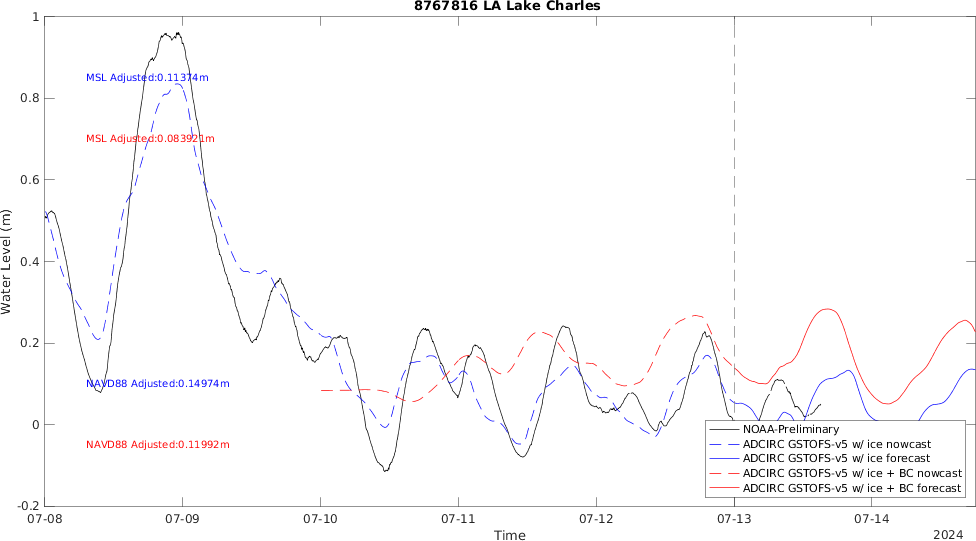 8767816 LA Lake Charles
1
0.8
0.6
0.4
0.2
0
-0.2
Water Level (m)
MSL Adjusted:0.11374m
MSL Adjusted:0.083921m
NAVD88 Adjusted:0.14974m
NAVD88 Adjusted:0.11992m
NOAA-Preliminary
ADCIRC GSTOFS-v5 w/ ice nowcast
ADCIRC GSTOFS-v5 w/ ice forecast
ADCIRC GSTOFS-v5 w/ ice + BC nowcast
ADCIRC GSTOFS-v5 w/ ice + BC forecast
07-08 07-09 07-10 07-11 07-12 07-13 07-14
Time
2024